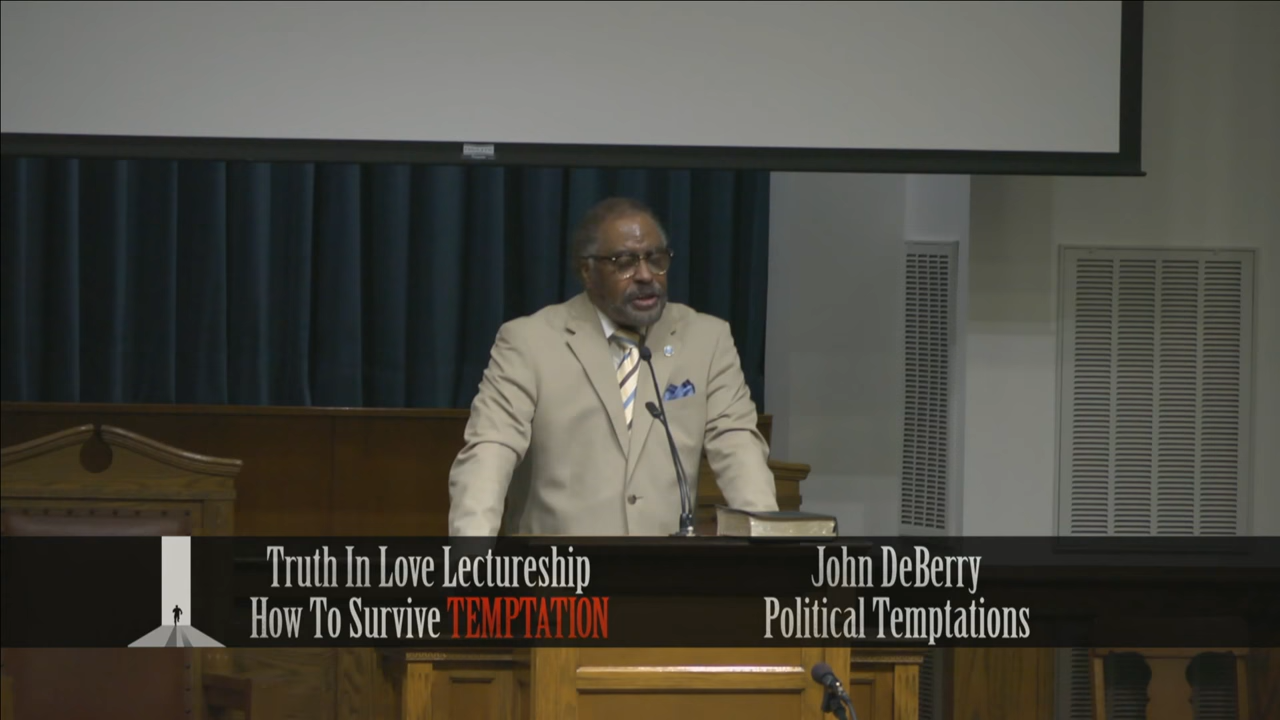 Truth In Love Lectureship
How To Survive TEMPTATION
John DeBerry
Political Temptations